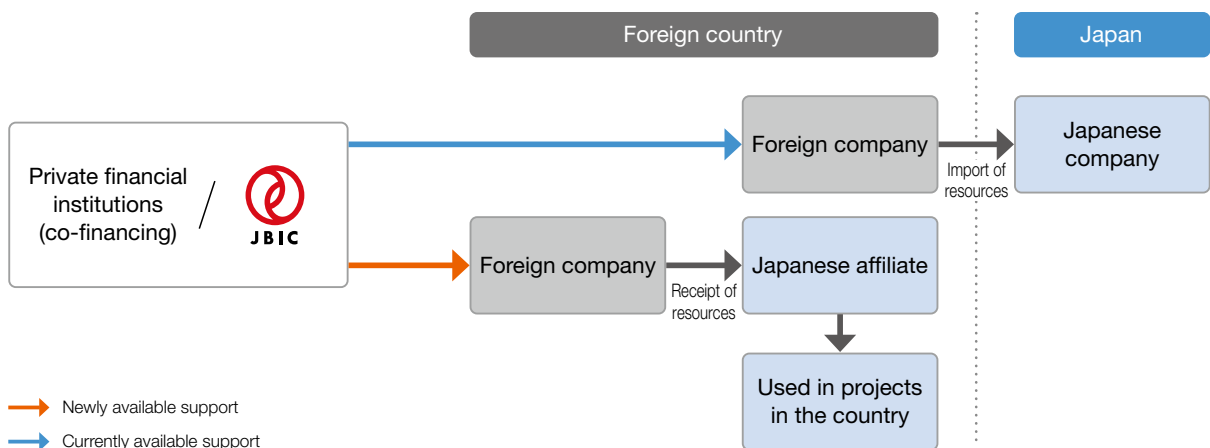 Foreign country
Japan
Private financial
institutions
(co-financing)
/
JBIC
Foreign company
Import of
resources
Japanese
company
Foreign company
Receipt of
resources
Japanese affiliate
Used in projects
in the country
Newly available support
Currently available support